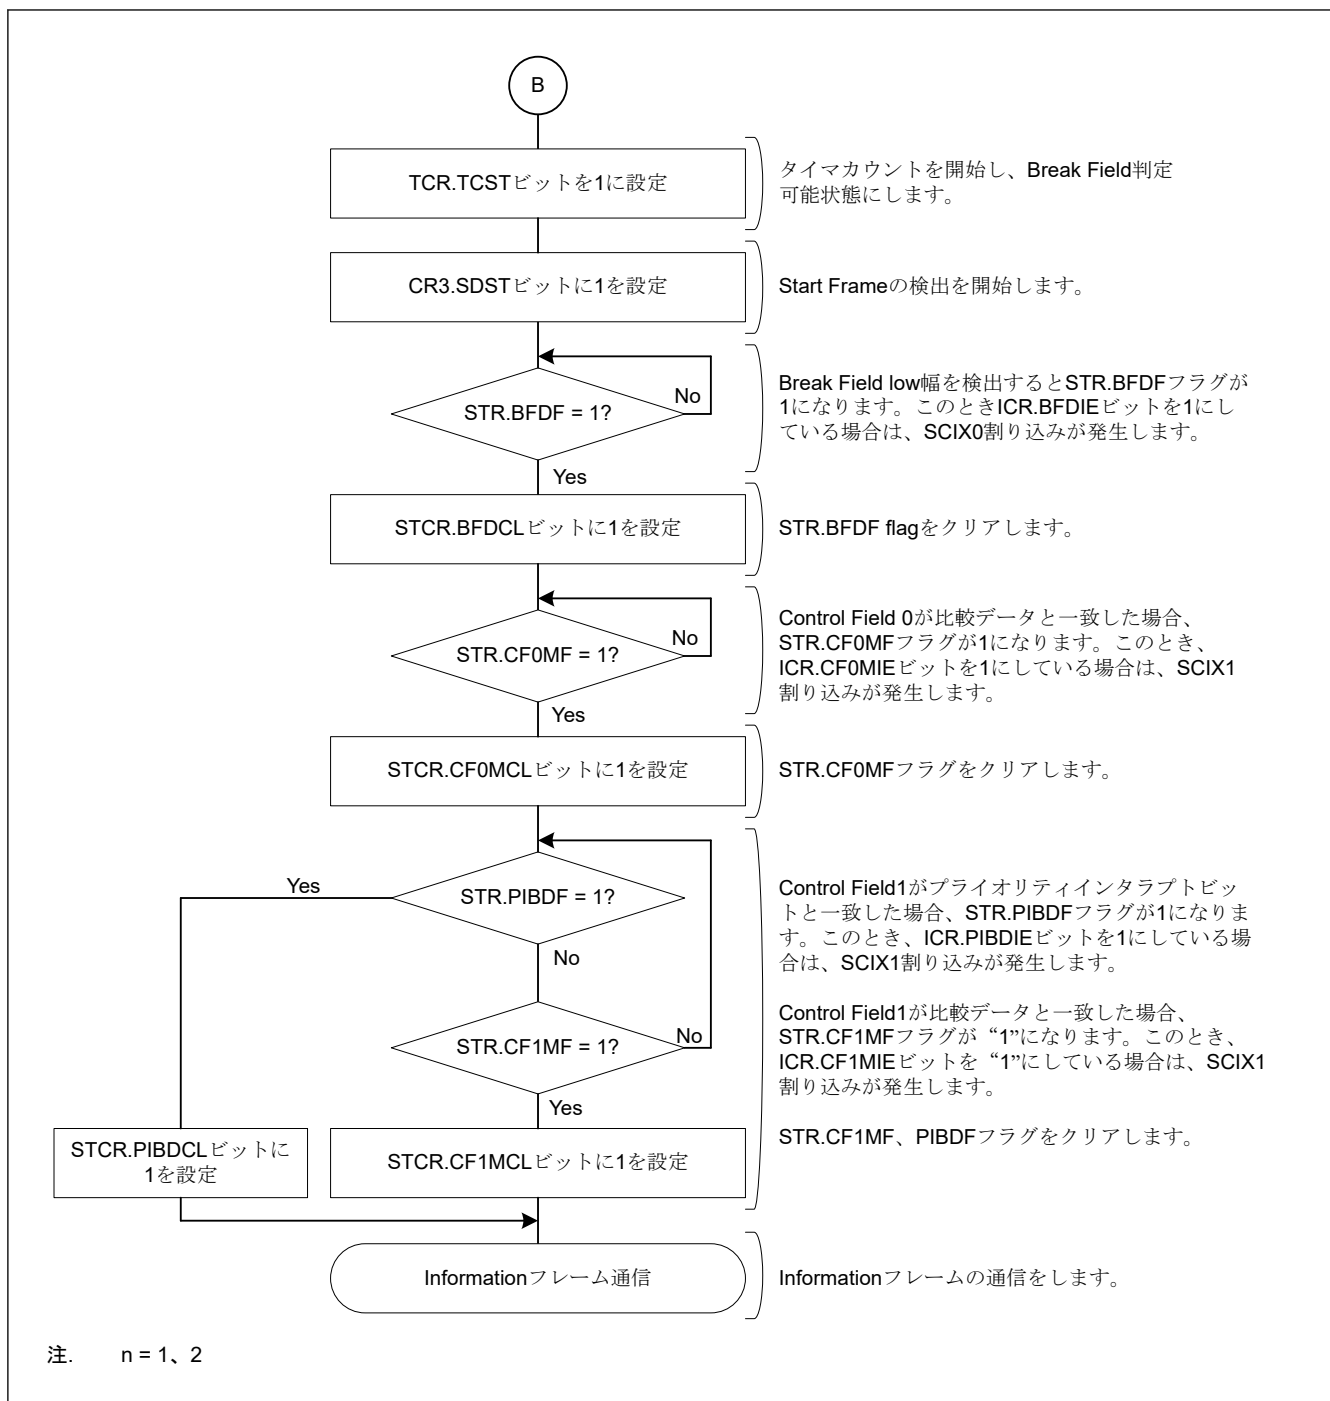 B
TCR.TCSTビットを1に設定
タイマカウントを開始し、Break Field判定
可能状態にします。
CR3.SDSTビットに1を設定
Start Frameの検出を開始します。
STR.BFDF = 1?
No
Yes
Break Field low幅を検出するとSTR.BFDFフラグが
1になります。このときICR.BFDIEビットを1にし
ている場合は、SCIX0割り込みが発生します。
STCR.BFDCLビットに1を設定
STR.BFDF flagをクリアします。
STR.CF0MF = 1?
No
Yes
Control Field 0が比較データと一致した場合、
STR.CF0MFフラグが1になります。このとき、
ICR.CF0MIEビットを1にしている場合は、SCIX1
割り込みが発生します。
STCR.CF0MCLビットに1を設定
STR.CF0MFフラグをクリアします。
STR.PIBDF = 1?
Yes
No
Control Field1がプライオリティインタラプトビッ
トと一致した場合、STR.PIBDFフラグが1になりま
す。このとき、ICR.PIBDIEビットを1にしている場
合は、SCIX1割り込みが発生します。
STR.CF1MF = 1?
No
Yes
Control Field1が比較データと一致した場合、
STR.CF1MFフラグが“1”になります。このとき、
ICR.CF1MIEビットを“1”にしている場合は、SCIX1
割り込みが発生します。
STCR.PIBDCLビットに
1を設定
STCR.CF1MCLビットに1を設定
STR.CF1MF、PIBDFフラグをクリアします。
Informationフレーム通信
Informationフレームの通信をします。
注. n = 1、2